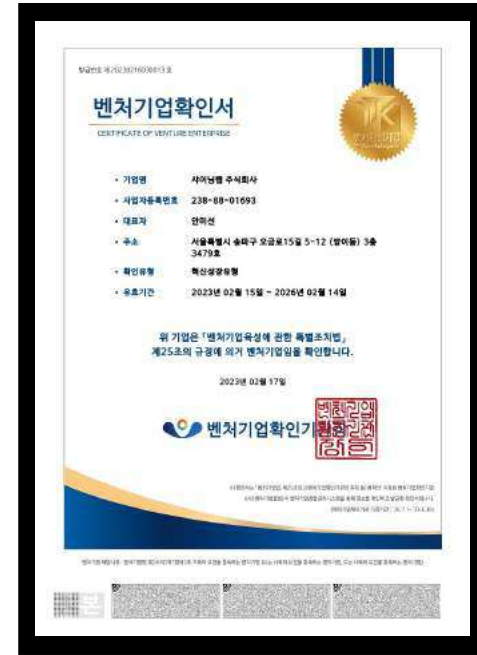 벤처기업확인서
CERTIFICATE OF VENTURE ENTERPRISE
• 기업명 샤이닝랩 주식회사
• 사업자등록번호 238-88-01693
• 대표자 안미선
• 주소 서울특별시 송파구 오금로15길 5-12 (방이동) 3층
3479호
• 확인유형 혁신성장유형
• 유효기간 2023년 02월 15일 ~ 2026년 02월 14일
위 기업은 「벤처기업육성에 관한 특별조치법」
제25조의 규정에 의거 벤처기업임을 확인합니다.
2023년 02월 17일
벤처기업확인기관장